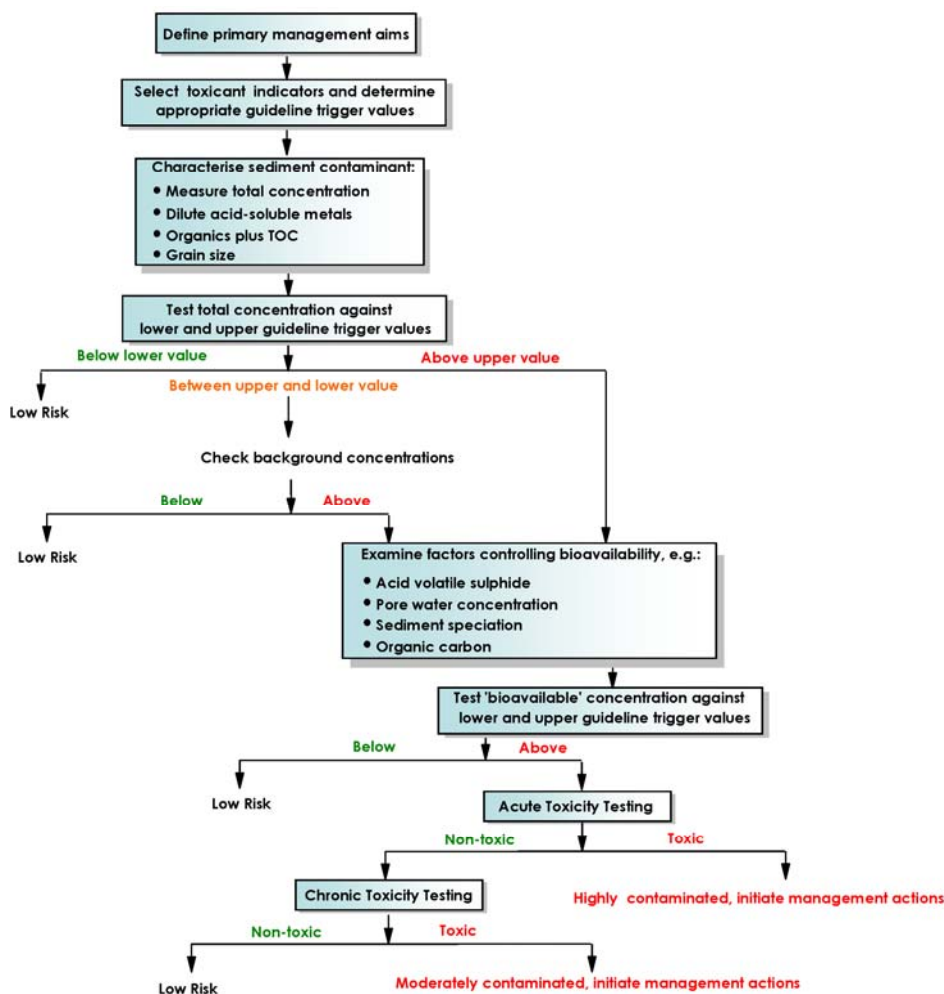 Define primary management aims
Select toxicant indicators and determine
appropriate guideline trigger values
Characterise sediment contaminant:
• Measure total concentration
• Dilute acid-soluble metals
• Organics plus TOC
• Grain size
Test total concentration against
lower and upper guideline trigger values
Below lower value
Above upper value
Between upper and lower value
Low Risk
Check background concentrations
Below
Above
Low Risk
Examine factors controlling bioavailability, e.g.:
• Acid volatile sulphide
• Pore water concentration
• Sediment speciation
• Organic carbon
Test 'bioavailable' concentration against
lower and upper guideline trigger values
Below
Above
Low Risk
Acute Toxicity Testing
Non-toxic
Toxic
Chronic Toxicity Testing
Highly contaminated, initiate management actions
Non-toxic
Toxic
Low Risk
Moderately contaminated, initiate management actions